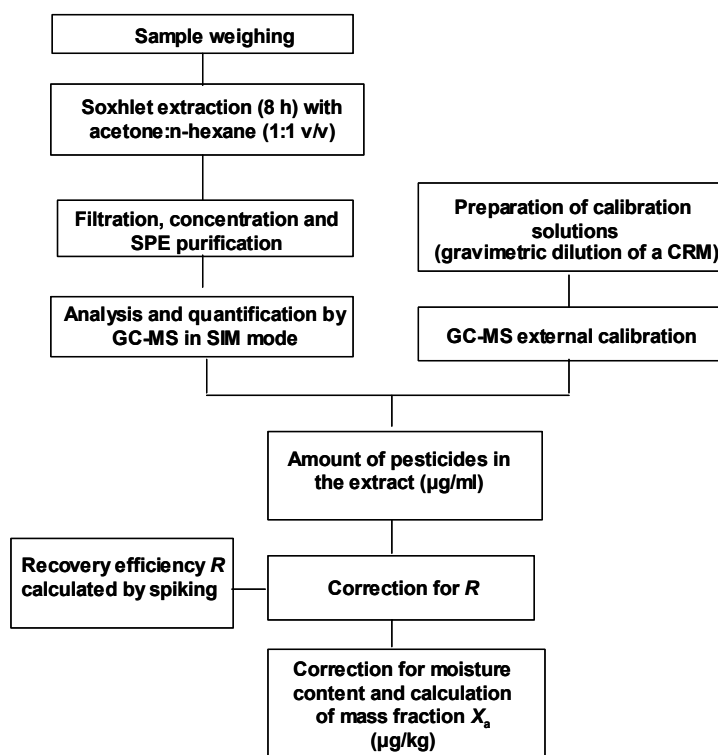 Sample weighing
Soxhlet extraction (8 h) with
acetone:n-hexane (1:1 v/v)
Filtration, concentration and
SPE purification
Analysis and quantification by
GC-MS in SIM mode
Preparation of calibration
solutions
(gravimetric dilution of a CRM)
GC-MS external calibration
Amount of pesticides in
the extract (µg/ml)
Recovery efficiency R
calculated by spiking
Correction for R
Correction for moisture
content and calculation
of mass fraction Xa
(µg/kg)